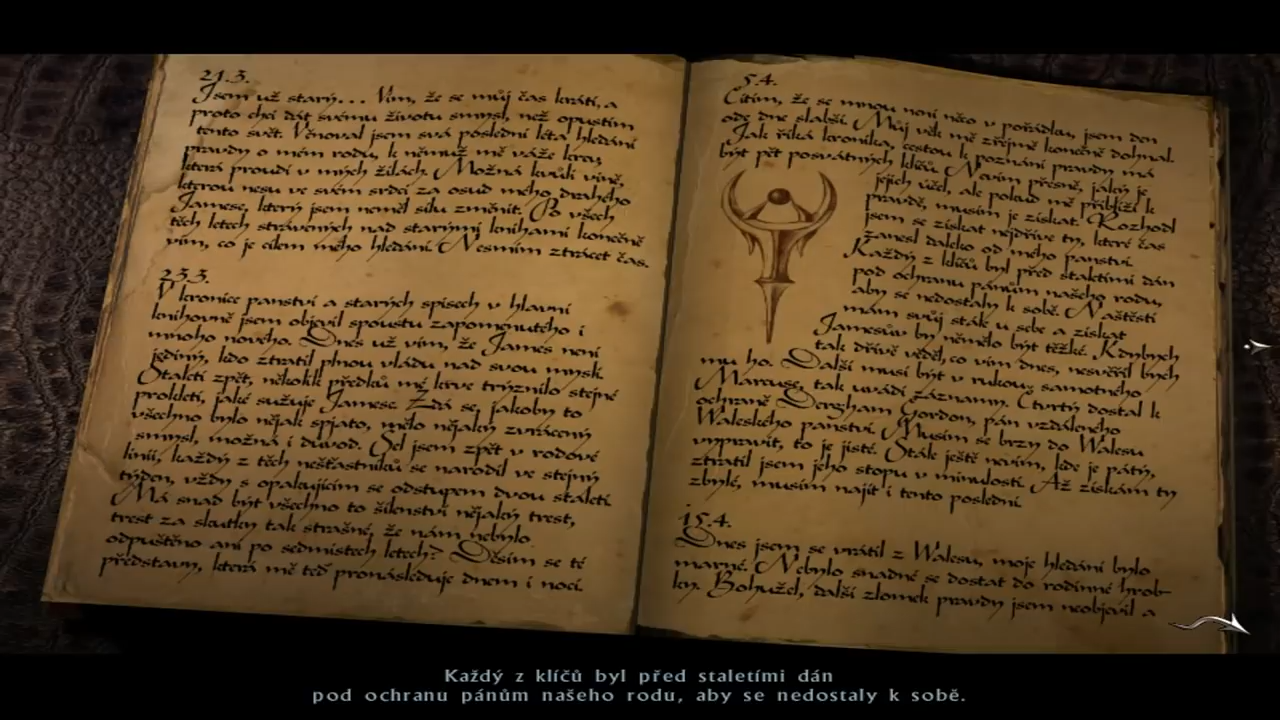 21.3.
Jsem už starý... Vím, že se můj čas krátí, a
proto chci dát svému životu smysl, než opustím
tento svět. Věnoval jsem svá poslední léta hledání
pravdy o mém rodu, k němuž mě váže krev,
která proudí v mých žilách. Možná kvůli vině,
kterou nesu ve svém srdci za osud mého drahého
Jamese, který jsem neměl sílu změnit. Po všech
těch letech strávených nad starými knihami konečně
vím, co je cílem mého hledání. Nesmím ztrácet čas.
23.3.
V kronice panství a starých spisech v hlavní
knihovně jsem objevil spoustu zapomenutého i
mnoho nového. Dnes už vím, že James není
jediný, kdo ztratil plnou vládu nad svou myslí.
Staletí zpět, několik předků mé krve trýznilo stejné
prokletí, jaké sužuje Jamese. Zdá se, jakoby to
všechno bylo nějak spjato, mělo nějaký zvrácený
smysl, možná i důvod. Šel jsem zpět v rodové
linii, každý z těch nešťastníků se narodil ve stejný
týden, vždy s opakujícím se odstupem dvou staletí.
Má snad být všechno to šílenství nějaký trest,
trest za skutky tak strašné, že nám nebylo
odpuštěno ani po sedmistech letech? Děsím se té
představy, která mě teď pronásleduje dnem i nocí.
5.4.
Cítím, že se mnou není něco v pořádku, jsem den
ode dne slabší. Můj věk mě zřejmě konečně dohnal.
Jak říká kronika, cestou k poznání pravdy má
být pět posvátných klíčů. Nevím přesně, jaký je
jejich účel, ale pokud mě přiblíží k
pravdě, musím je získat. Rozhodl
jsem se získat nejdříve ty, které čas
zanesl daleko od mého panství.
Každý z klíčů byl před staletími dán
pod ochranu pánům našeho rodu,
aby se nedostaly k sobě. Naštěstí
mám svůj však u sebe a získat
Jamesův by nemělo být těžké. Kdybych
tak dříve věděl, co vím dnes, nesvěřil bych
mu ho. Další musí být v rukou samotného
Marcuse, tak uvádí záznamy. Čtvrtý dostal k
ochraně Dergham Gordon, pán vzdáleného
Waleského panství. Musím se brzy do Walesu
vypravit, to je jisté. Však ještě nevím, kde je pátý,
ztratil jsem jeho stopu v minulosti. Až získám ty
zbylé, musím najít i tento poslední.
15.4.
Dnes jsem se vrátil z Walesu, moje hledání bylo
marné. Nebylo snadné se dostat do rodinné hrob-
ky. Bohužel, další zlomek pravdy jsem neobjevil a
Každý z klíčů byl před staletími dán
pod ochranu pánům našeho rodu, aby se nedostaly k sobě.